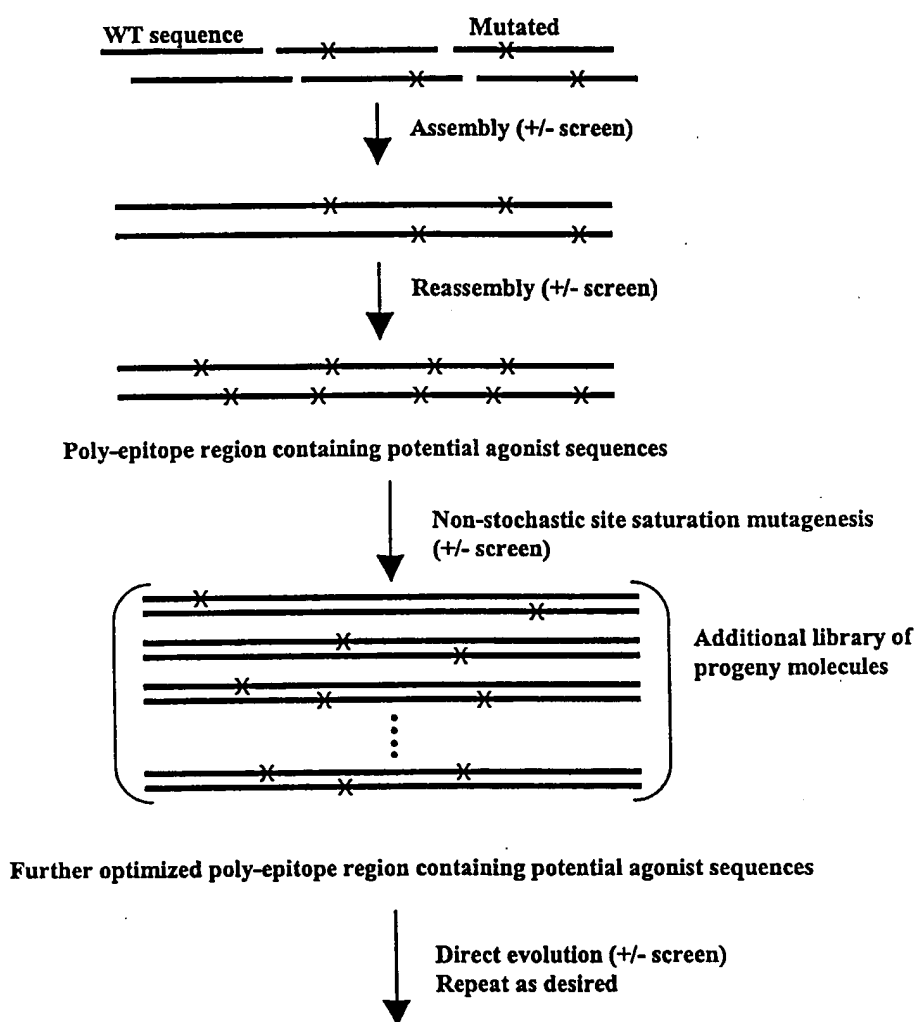 WT sequence
Mutated
Assembly (+/- screen)
Reassembly (+/- screen)
Poly-epitope region containing potential agonist sequences
Non-stochastic site saturation mutagenesis
(+/- screen)
Additional library of
progeny molecules
Further optimized poly-epitope region containing potential agonist sequences
Direct evolution (+/- screen)
Repeat as desired